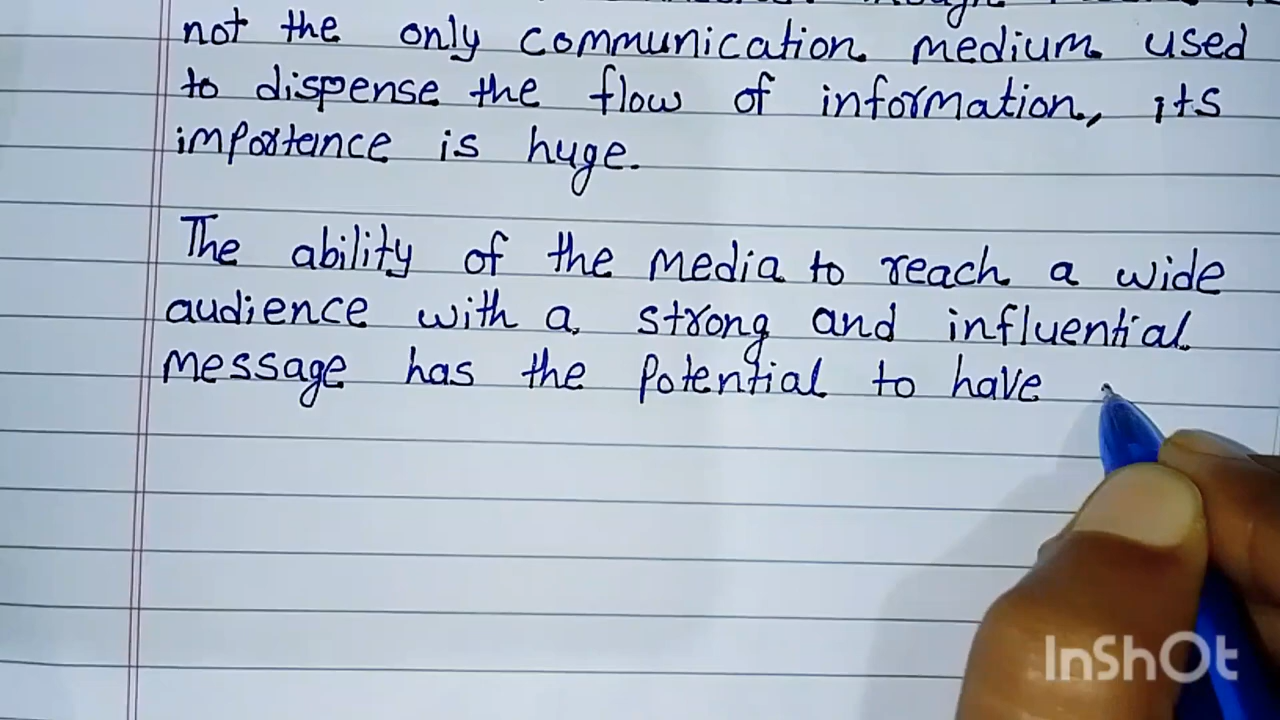 not the only communication medium used
to dispense the flow of information, its
importance is huge.
The ability of the media to reach a wide
audience with a strong and influential
message has the potential to have
InShOt